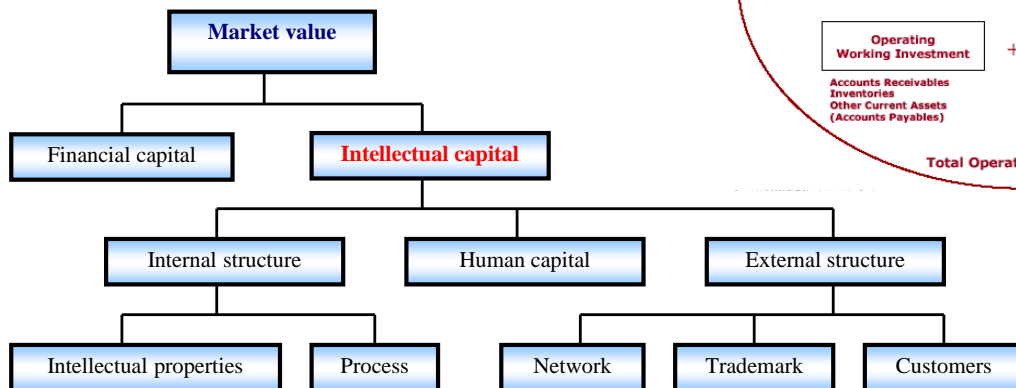 Market value
Operating
Working Investment
+
Accounts Receivables
Inventories
Other Current Assets
(Accounts Payables)
Financial capital
Intellectual capital
Total Operat
Internal structure
Human capital
External structure
Intellectual properties
Process
Network
Trademark
Customers